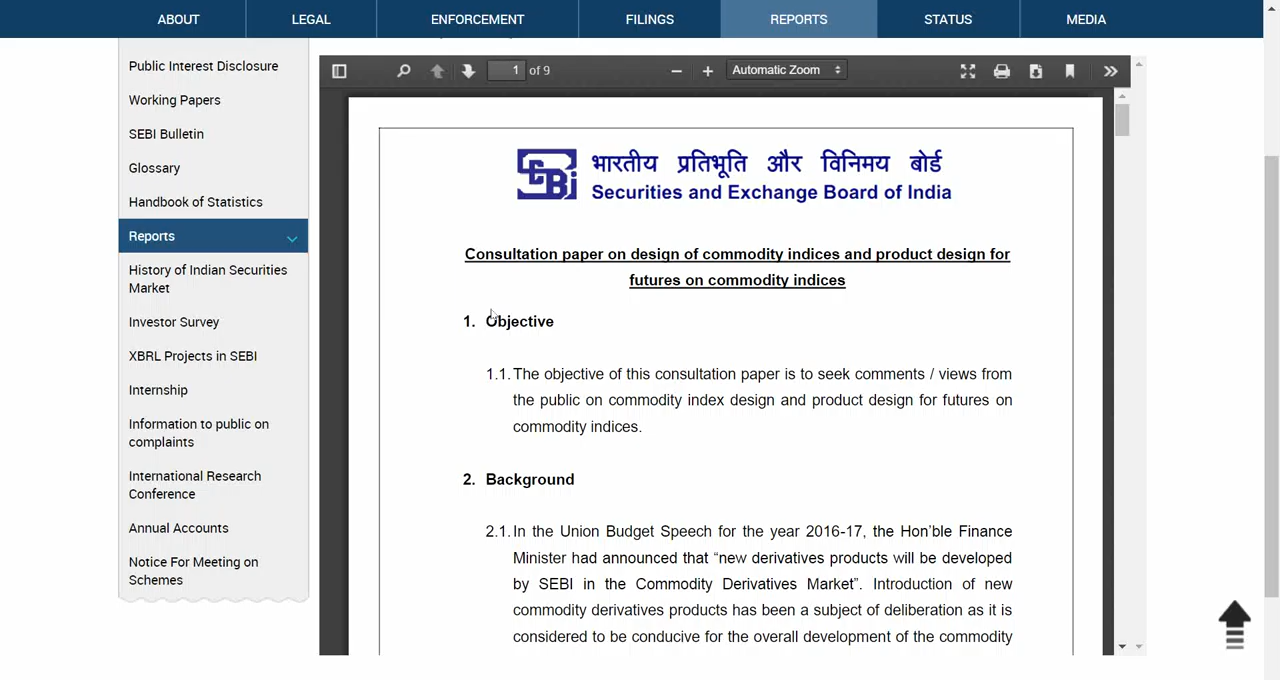 ABOUT LEGAL ENFORCEMENT FILINGS REPORTS STATUS MEDIA
Public Interest Disclosure
Working Papers
SEBI Bulletin
Glossary
Handbook of Statistics
Reports
History of Indian Securities
Market
Investor Survey
XBRL Projects in SEBI
Internship
Information to public on
complaints
International Research
Conference
Annual Accounts
Notice For Meeting on
Schemes
1 of 9 Automatic Zoom
SEBI
भारतीय प्रतिभूति और विनिमय बोर्ड
Securities and Exchange Board of India
Consultation paper on design of commodity indices and product design for
futures on commodity indices
1. Objective
1.1. The objective of this consultation paper is to seek comments / views from
the public on commodity index design and product design for futures on
commodity indices.
2. Background
2.1. In the Union Budget Speech for the year 2016-17, the Hon’ble Finance
Minister had announced that “new derivatives products will be developed
by SEBI in the Commodity Derivatives Market”. Introduction of new
commodity derivatives products has been a subject of deliberation as it is
considered to be conducive for the overall development of the commodity